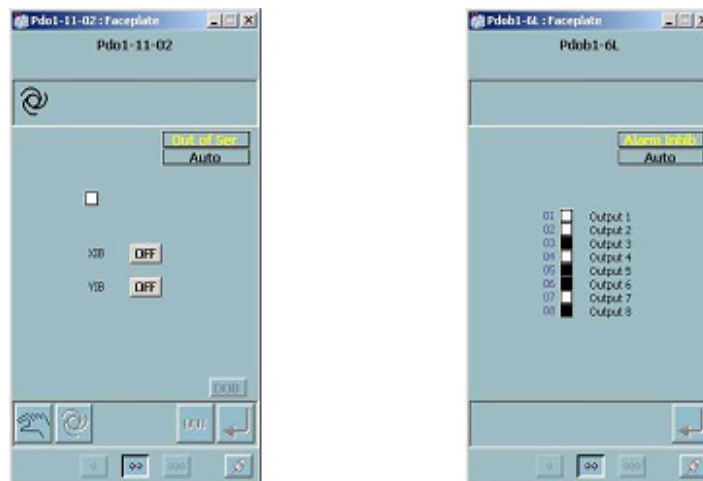 Pdo1-11-02 : Faceplate
Pdo1-11-02
Out of Ser
Auto
XIB OFF
YIB OFF
Pdob1-6L : Faceplate
Pdob1-6L
Alarm Inhib
Auto
01 Output 1
02 Output 2
03 Output 3
04 Output 4
05 Output 5
06 Output 6
07 Output 7
08 Output 8